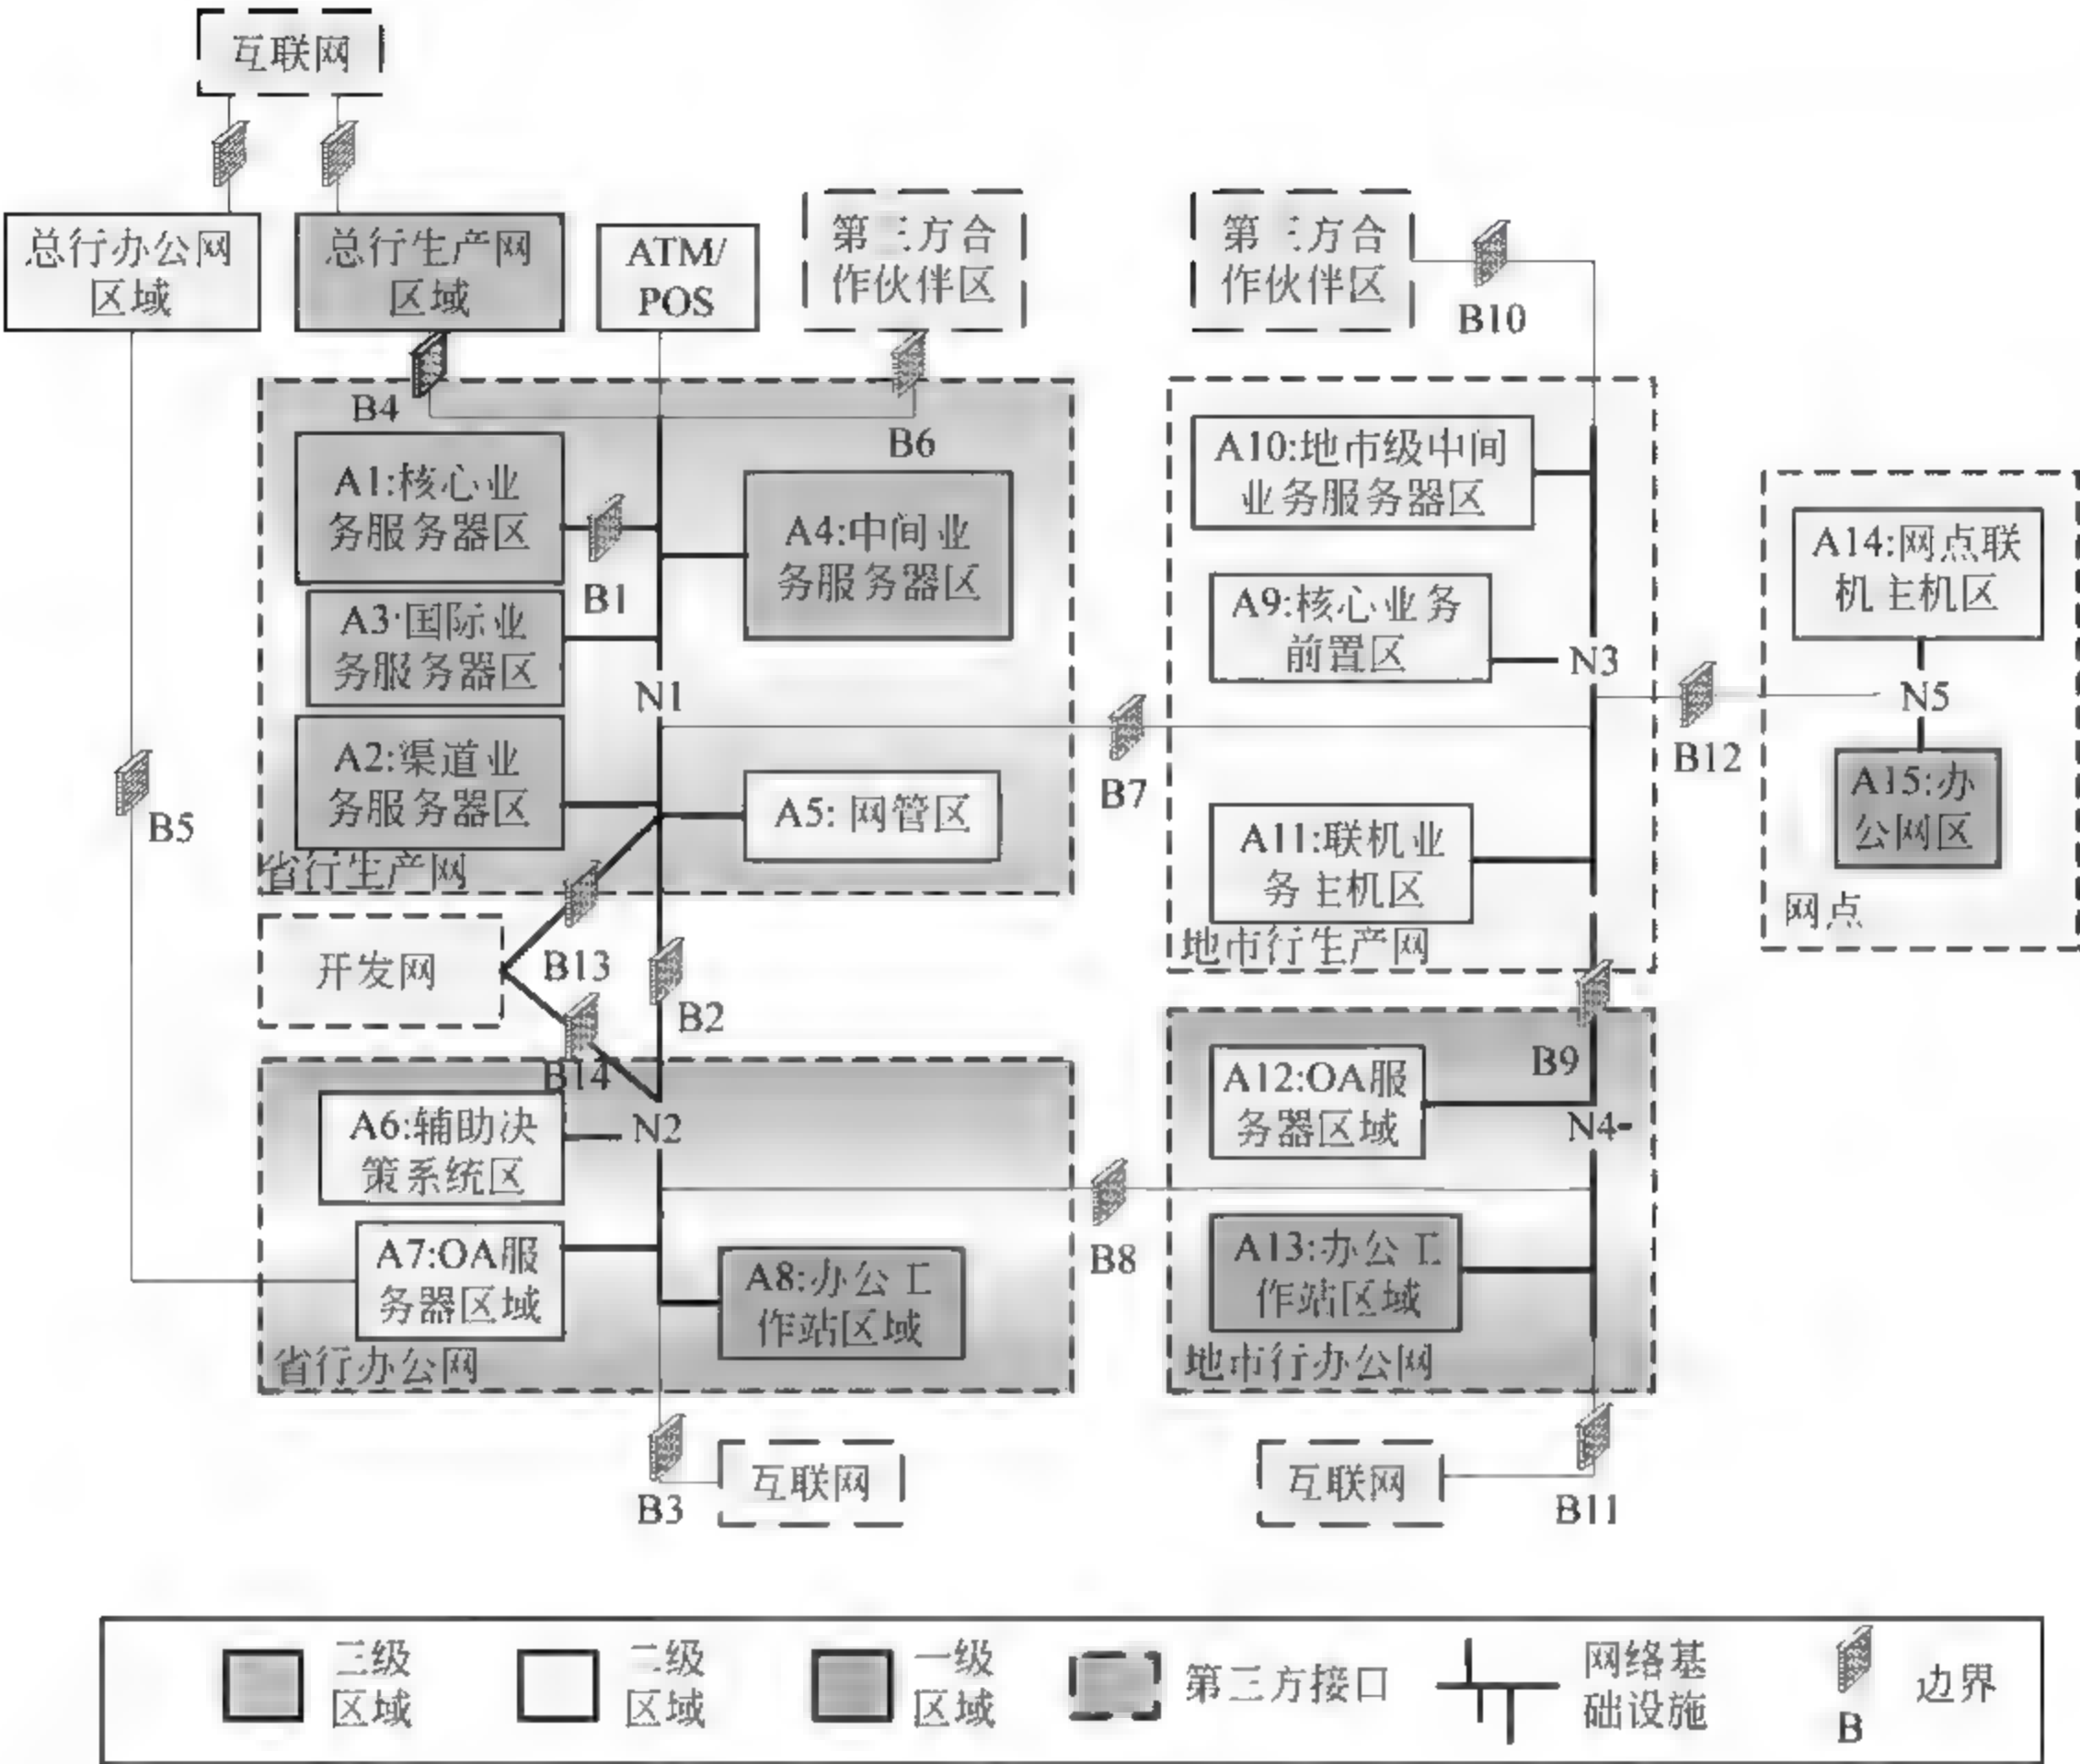 互联网
总行办公网
区域
总行生产网
区域
ATM/
POS
第三方合
作伙伴区
第三方合
作伙伴区
B10
B4
B6
A1:核心业
务服务器区
B1
A4:中间业
务服务器区
A3:国际业
务服务器区
N1
A2:渠道业
务服务器区
A5: 网管区
省行生产网
B5
B7
A10:地市级中间
业务服务器区
A9:核心业务
前置区
N3
A11:联机业
务主机区
地市行生产网
B12
A14:网点联
机主机区
N5
A15:办
公网区
网点
开发网
B13
B2
B14
A6:辅助决
策系统区
N2
A7:OA服
务器区域
A8:办公工
作站区域
省行办公网
B8
B9
A12:OA服
务器区域
N4
A13:办公工
作站区域
地市行办公网
B3
互联网
互联网
B11
三级
区域
二级
区域
一级
区域
第三方接口
网络基
础设施
B
边界